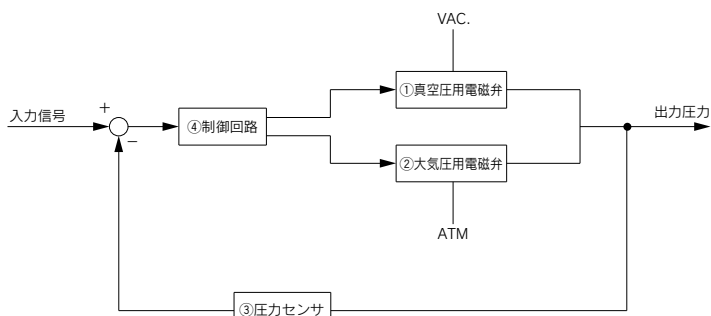 VAC.
①真空圧用電磁弁
入力信号
+
−
④制御回路
出力圧力
②大気圧用電磁弁
ATM
③圧力センサ